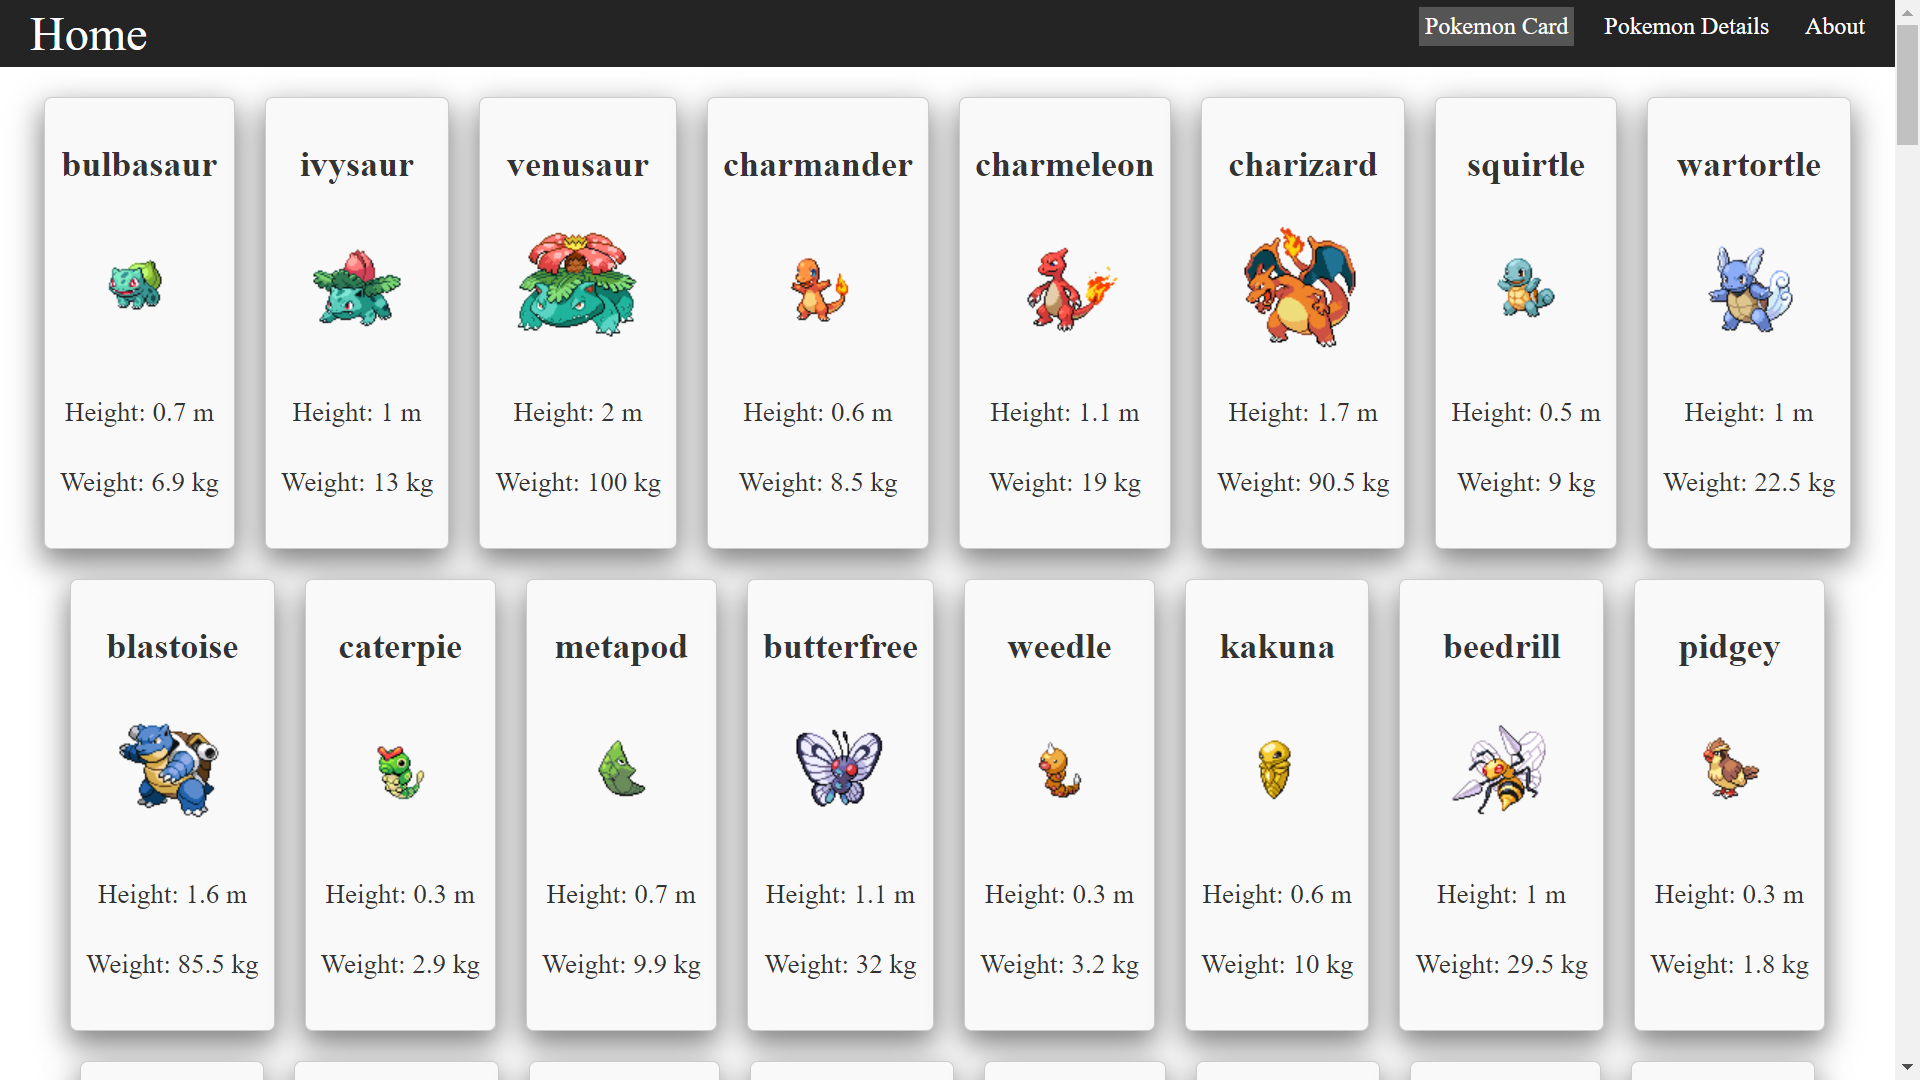 Home
Pokemon Card
Pokemon Details
About
bulbasaur
Height: 0.7 m
Weight: 6.9 kg
ivysaur
Height: 1 m
Weight: 13 kg
venusaur
Height: 2 m
Weight: 100 kg
charmander
Height: 0.6 m
Weight: 8.5 kg
charmeleon
Height: 1.1 m
Weight: 19 kg
charizard
Height: 1.7 m
Weight: 90.5 kg
squirtle
Height: 0.5 m
Weight: 9 kg
wartortle
Height: 1 m
Weight: 22.5 kg
blastoise
Height: 1.6 m
Weight: 85.5 kg
caterpie
Height: 0.3 m
Weight: 2.9 kg
metapod
Height: 0.7 m
Weight: 9.9 kg
butterfree
Height: 1.1 m
Weight: 32 kg
weedle
Height: 0.3 m
Weight: 3.2 kg
kakuna
Height: 0.6 m
Weight: 10 kg
beedrill
Height: 1 m
Weight: 29.5 kg
pidgey
Height: 0.3 m
Weight: 1.8 kg